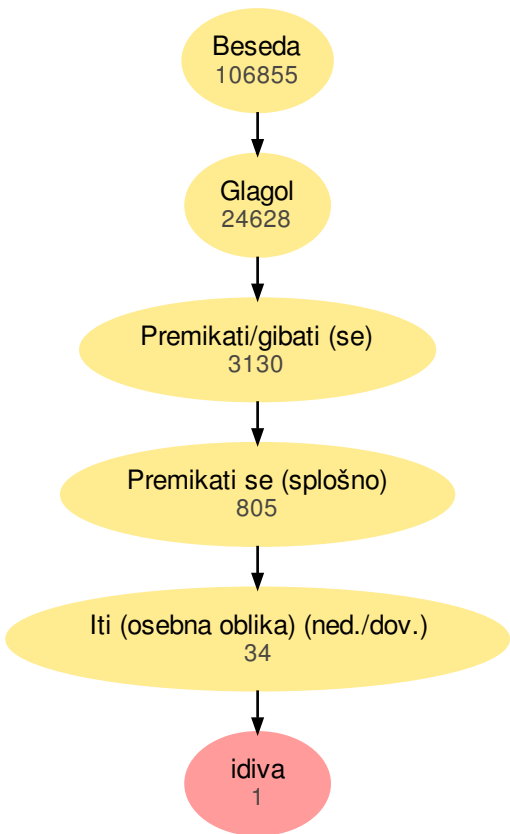 Beseda
106855
Glagol
24628
Premikati/gibati (se)
3130
Premikati se (splošno)
805
Iti (osebna oblika) (ned./dov.)
34
idiva
1